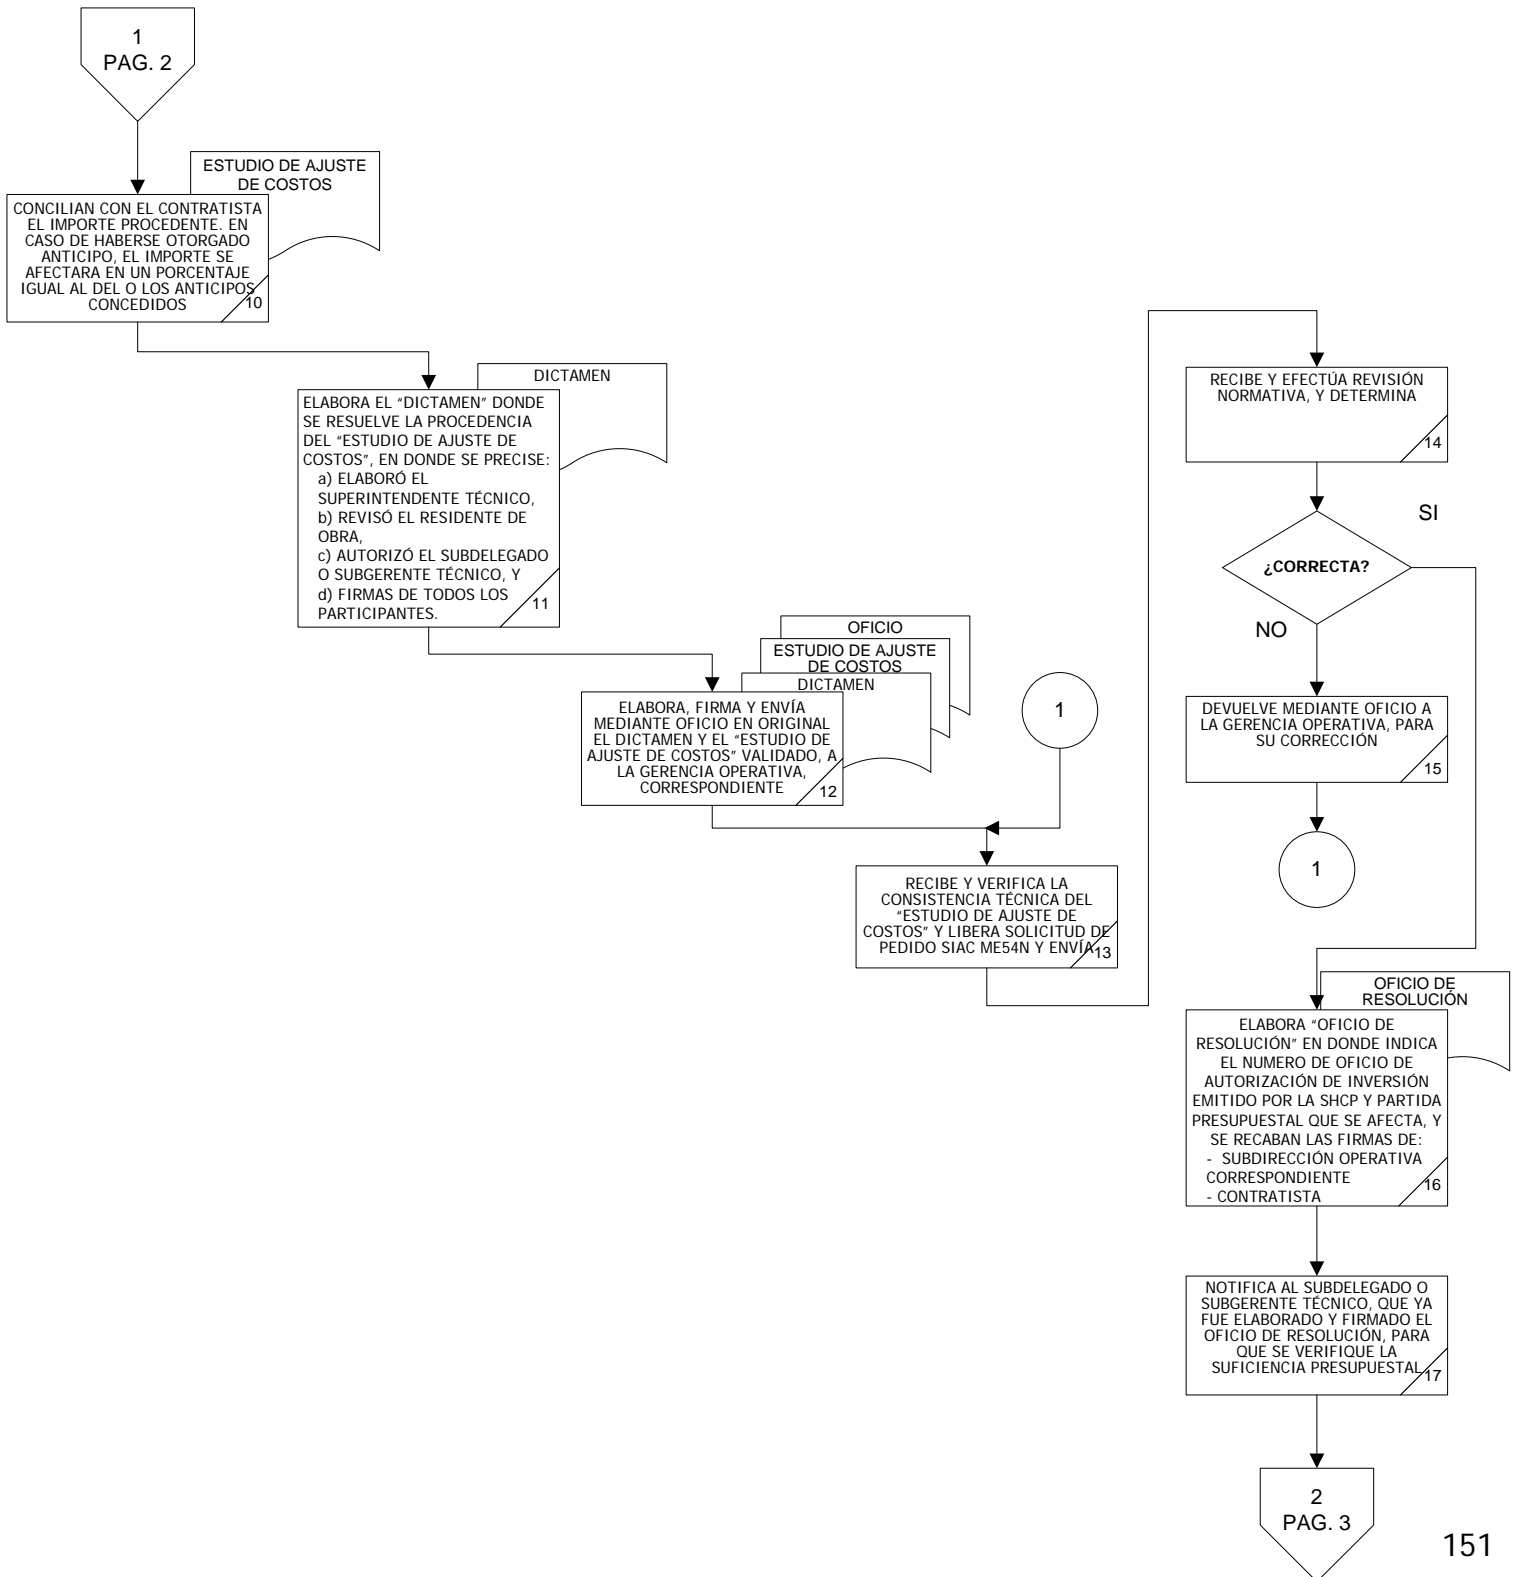 1
PAG. 2
ESTUDIO DE AJUSTE
DE COSTOS
CONCILIAN CON EL CONTRATISTA
EL IMPORTE PROCEDENTE. EN
CASO DE HABERSE OTORGADO
ANTICIPO, EL IMPORTE SE
AFECTARA EN UN PORCENTAJE
IGUAL AL DEL O LOS ANTICIPOS
CONCEDIDOS
10
DICTAMEN
ELABORA EL “DICTAMEN” DONDE
SE RESUELVE LA PROCEDENCIA
DEL “ESTUDIO DE AJUSTE DE
COSTOS”, EN DONDE SE PRECISE:
a) ELABORÓ EL
SUPERINTENDENTE TÉCNICO,
b) REVISÓ EL RESIDENTE DE
OBRA,
c) AUTORIZÓ EL SUBDELEGADO
O SUBGERENTE TÉCNICO, Y
d) FIRMAS DE TODOS LOS
PARTICIPANTES.
11
OFICIO
ESTUDIO DE AJUSTE
DE COSTOS
DICTAMEN
ELABORA, FIRMA Y ENVÍA
MEDIANTE OFICIO EN ORIGINAL
EL DICTAMEN Y EL “ESTUDIO DE
AJUSTE DE COSTOS” VALIDADO, A
LA GERENCIA OPERATIVA,
CORRESPONDIENTE
12
1
RECIBE Y VERIFICA LA
CONSISTENCIA TÉCNICA DEL
“ESTUDIO DE AJUSTE DE
COSTOS” Y LIBERA SOLICITUD DE
PEDIDO SIAC ME54N Y ENVÍA
13
RECIBE Y EFECTÚA REVISIÓN
NORMATIVA, Y DETERMINA
14
SI
¿CORRECTA?
NO
DEVUELVE MEDIANTE OFICIO A
LA GERENCIA OPERATIVA, PARA
SU CORRECCIÓN
15
1
OFICIO DE
RESOLUCIÓN
ELABORA “OFICIO DE
RESOLUCIÓN” EN DONDE INDICA
EL NUMERO DE OFICIO DE
AUTORIZACIÓN DE INVERSIÓN
EMITIDO POR LA SHCP Y PARTIDA
PRESUPUESTAL QUE SE AFECTA, Y
SE RECABAN LAS FIRMAS DE:
- SUBDIRECCIÓN OPERATIVA
CORRESPONDIENTE
- CONTRATISTA
16
NOTIFICA AL SUBDELEGADO O
SUBGERENTE TÉCNICO, QUE YA
FUE ELABORADO Y FIRMADO EL
OFICIO DE RESOLUCIÓN, PARA
QUE SE VERIFIQUE LA
SUFICIENCIA PRESUPUESTAL
17
2
PAG. 3
151